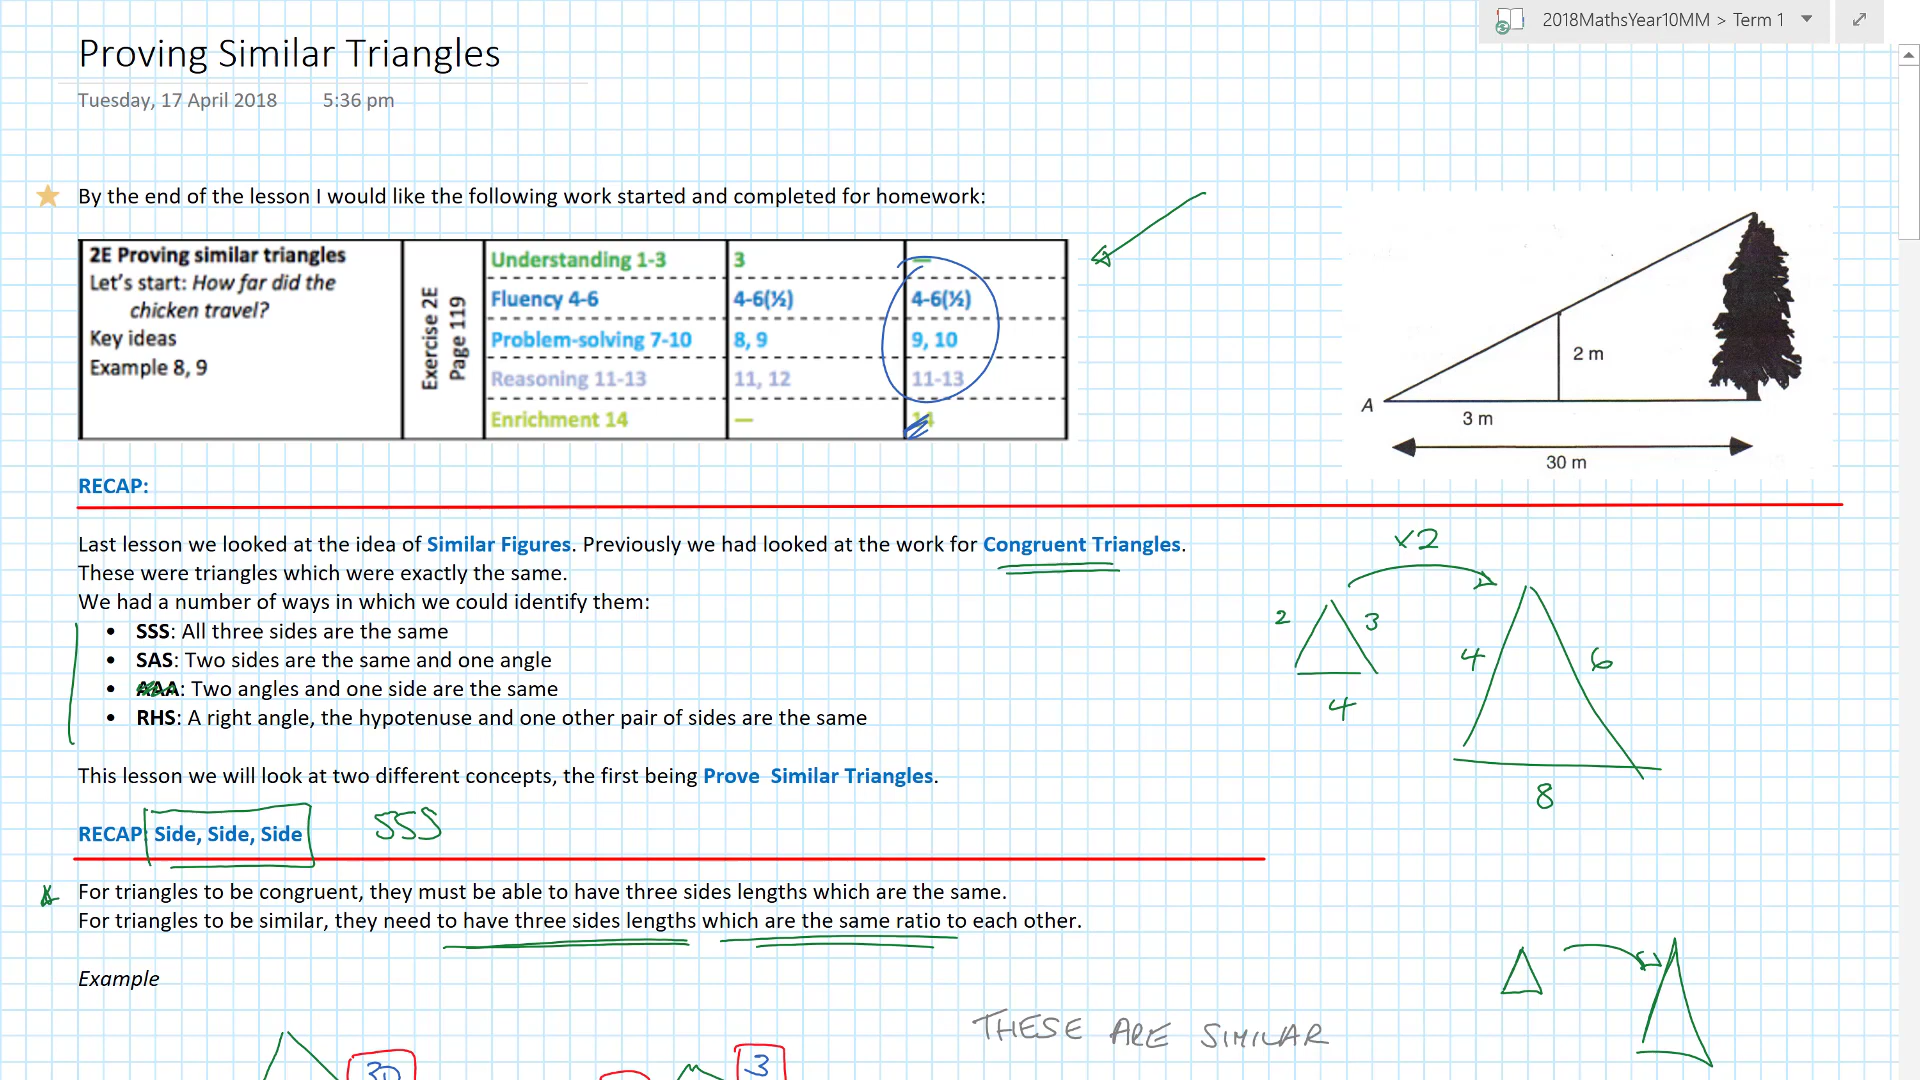 2018MathsYear10MM > Term 1
Proving Similar Triangles
Tuesday, 17 April 2018 5:36 pm
By the end of the lesson I would like the following work started and completed for homework:
2E Proving similar triangles
Let's start: How far did the
chicken travel?
Key ideas
Example 8, 9
Exercise 2E
Page 119
Understanding 1-3 3 —
Fluency 4-6 4-6(½) 4-6(½)
Problem-solving 7-10 8, 9 9, 10
Reasoning 11-13 11, 12 11-13
Enrichment 14 — 14
2 m
A
3 m
30 m
RECAP:
Last lesson we looked at the idea of Similar Figures. Previously we had looked at the work for Congruent Triangles.
These were triangles which were exactly the same.
We had a number of ways in which we could identify them:
• SSS: All three sides are the same
• SAS: Two sides are the same and one angle
• AAA: Two angles and one side are the same
• RHS: A right angle, the hypotenuse and one other pair of sides are the same
×2
2 3
4
4 6
8
This lesson we will look at two different concepts, the first being Prove Similar Triangles.
RECAP: Side, Side, Side SSS
For triangles to be congruent, they must be able to have three sides lengths which are the same.
For triangles to be similar, they need to have three sides lengths which are the same ratio to each other.
Example
THESE ARE SIMILAR
30
3